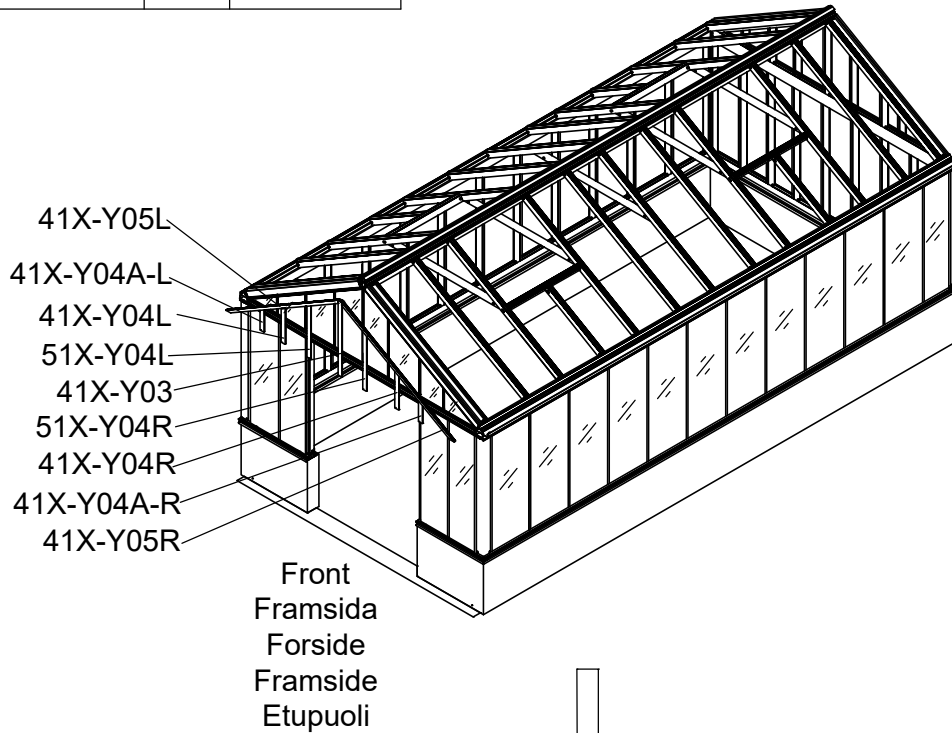 41X-Y05L
41X-Y04A-L
41X-Y04L
51X-Y04L
41X-Y03
51X-Y04R
41X-Y04R
41X-Y04A-R
41X-Y05R
Front
Framsida
Forside
Framside
Etupuoli